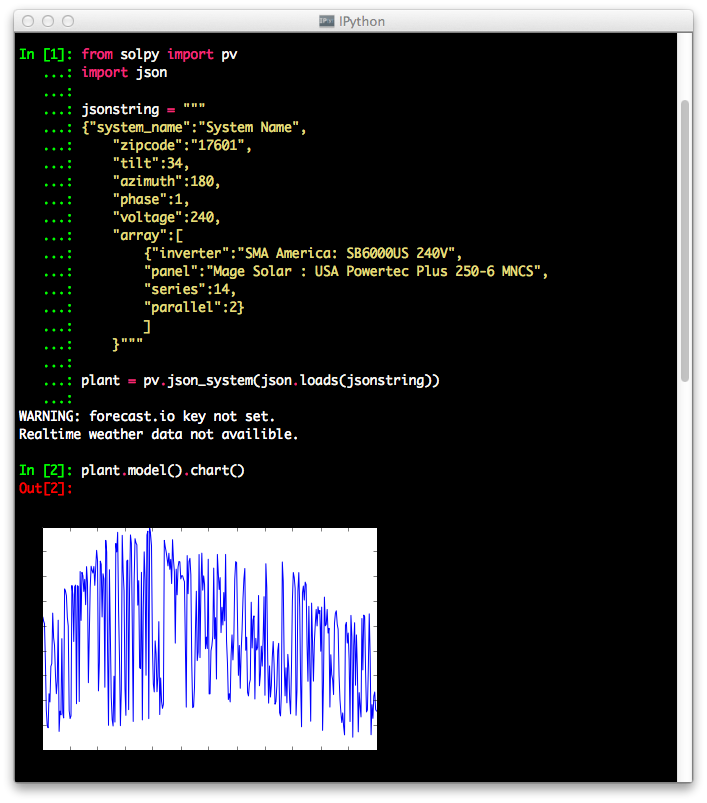 IPython
In [1]: from solpy import pv
...: import json
...:
...: jsonstring = """
...: {"system_name":"System Name",
...: "zipcode":"17601",
...: "tilt":34,
...: "azimuth":180,
...: "phase":1,
...: "voltage":240,
...: "array":[
...: {"inverter":"SMA America: SB6000US 240V",
...: "panel":"Mage Solar : USA Powertec Plus 250-6 MNCS",
...: "series":14,
...: "parallel":2}
...: ]
...: }"""
...:
...: plant = pv.json_system(json.loads(jsonstring))
...:
WARNING: forecast.io key not set.
Realtime weather data not availible.
In [2]: plant.model().chart()
Out[2]: